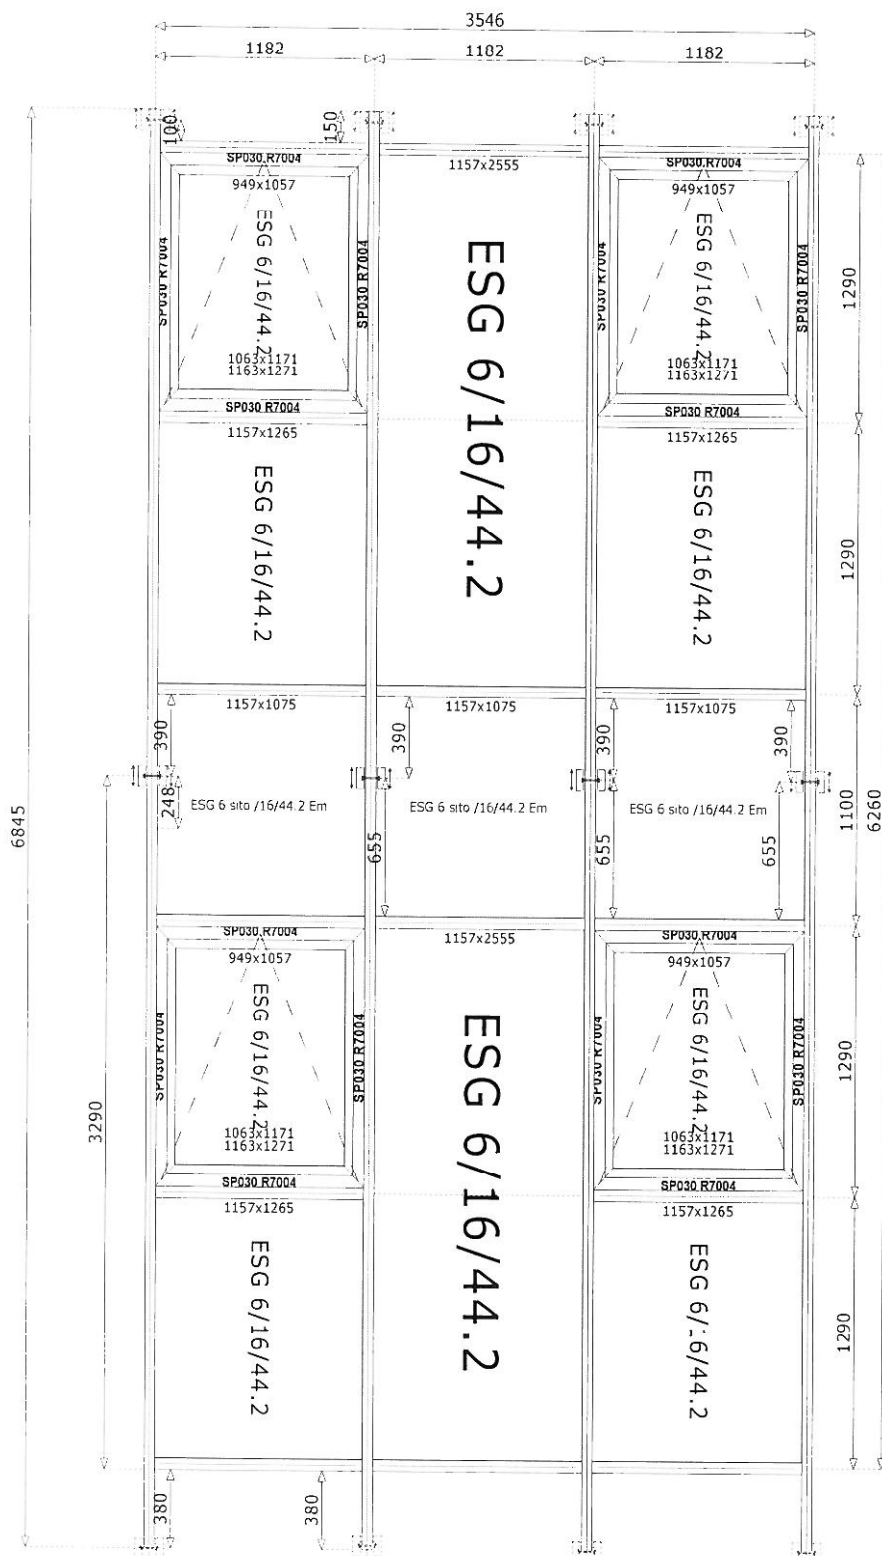 3546
1182
1182
1182
100
150
SP030 R7004
1157x2555
SP030 R7004
949x1057
949x1057
SP030 R7004
ESG 6/16/44.2
SP030 R7004
ESG 6/16/44.2
SP030 R7004
ESG 6/16/44.2
SP030 R7004
1290
1063x1171
1163x1271
1063x1171
1163x1271
SP030 R7004
SP030 R7004
1157x1265
1157x1265
ESG 6/16/44.2
ESG 6/16/44.2
1290
1157x1075
1157x1075
1157x1075
390
390
390
390
248
ESG 6 sito /16/44.2 Em
ESG 6 sito /16/44.2 Em
ESG 6 sito /16/44.2 Em
6845
655
655
655
1100
6260
SP030 R7004
1157x2555
SP030 R7004
949x1057
949x1057
SP030 R7004
ESG 6/16/44.2
SP030 R7004
ESG 6/16/44.2
SP030 R7004
ESG 6/16/44.2
SP030 R7004
1290
3290
1063x1171
1163x1271
1063x1171
1163x1271
SP030 R7004
SP030 R7004
1157x1265
1157x1265
ESG 6/16/44.2
ESG 6/16/44.2
1290
380
380